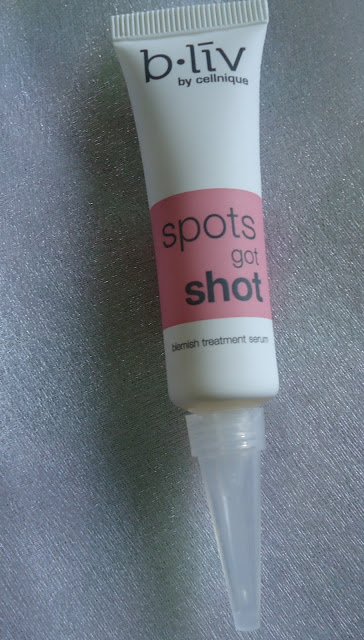 b•līv
by cellnique
spots
got
shot
blemish treatment serum